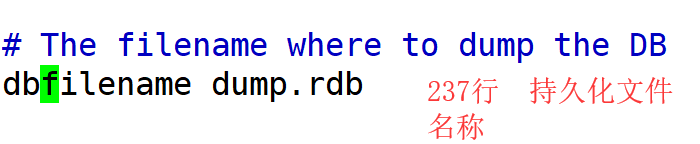 # The filename where to dump the DB
dbfilename dump.rdb
237行 持久化文件
名称